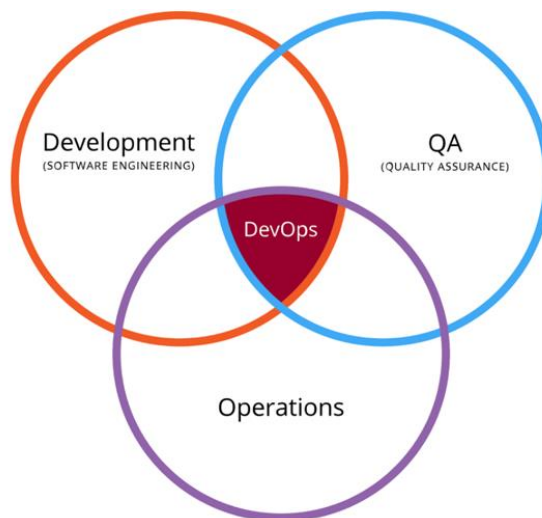 Development
(SOFTWARE ENGINEERING)
QA
(QUALITY ASSURANCE)
DevOps
Operations